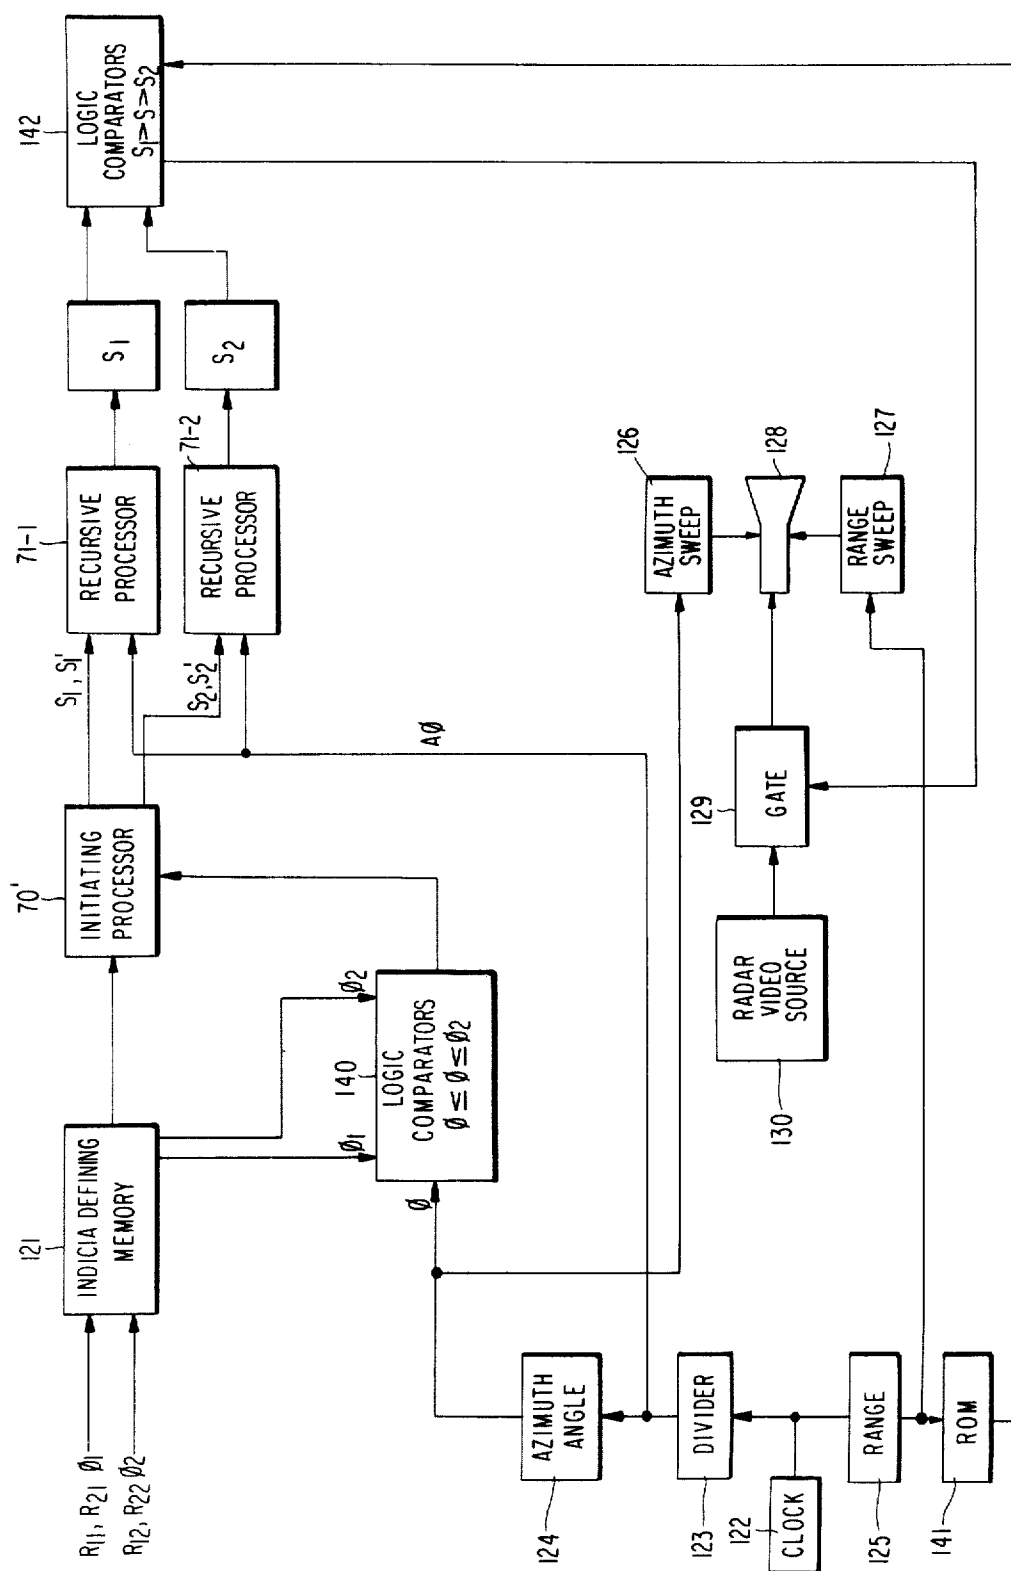 R11, R21 Ø1
R12, R22 Ø2
121
INDICIA DEFINING
MEMORY
70'
INITIATING
PROCESSOR
S1, S1'
S2, S2'
71-1
RECURSIVE
PROCESSOR
71-2
RECURSIVE
PROCESSOR
S1
S2
142
LOGIC
COMPARATORS
S1>S>S2
Ø1
Ø2
Ø
140
LOGIC
COMPARATORS
Ø ≤ Ø ≤ Ø2
AØ
124
AZIMUTH
ANGLE
123
DIVIDER
122
CLOCK
125
RANGE
141
ROM
130
RADAR
VIDEO
SOURCE
129
GATE
126
AZIMUTH
SWEEP
128
127
RANGE
SWEEP